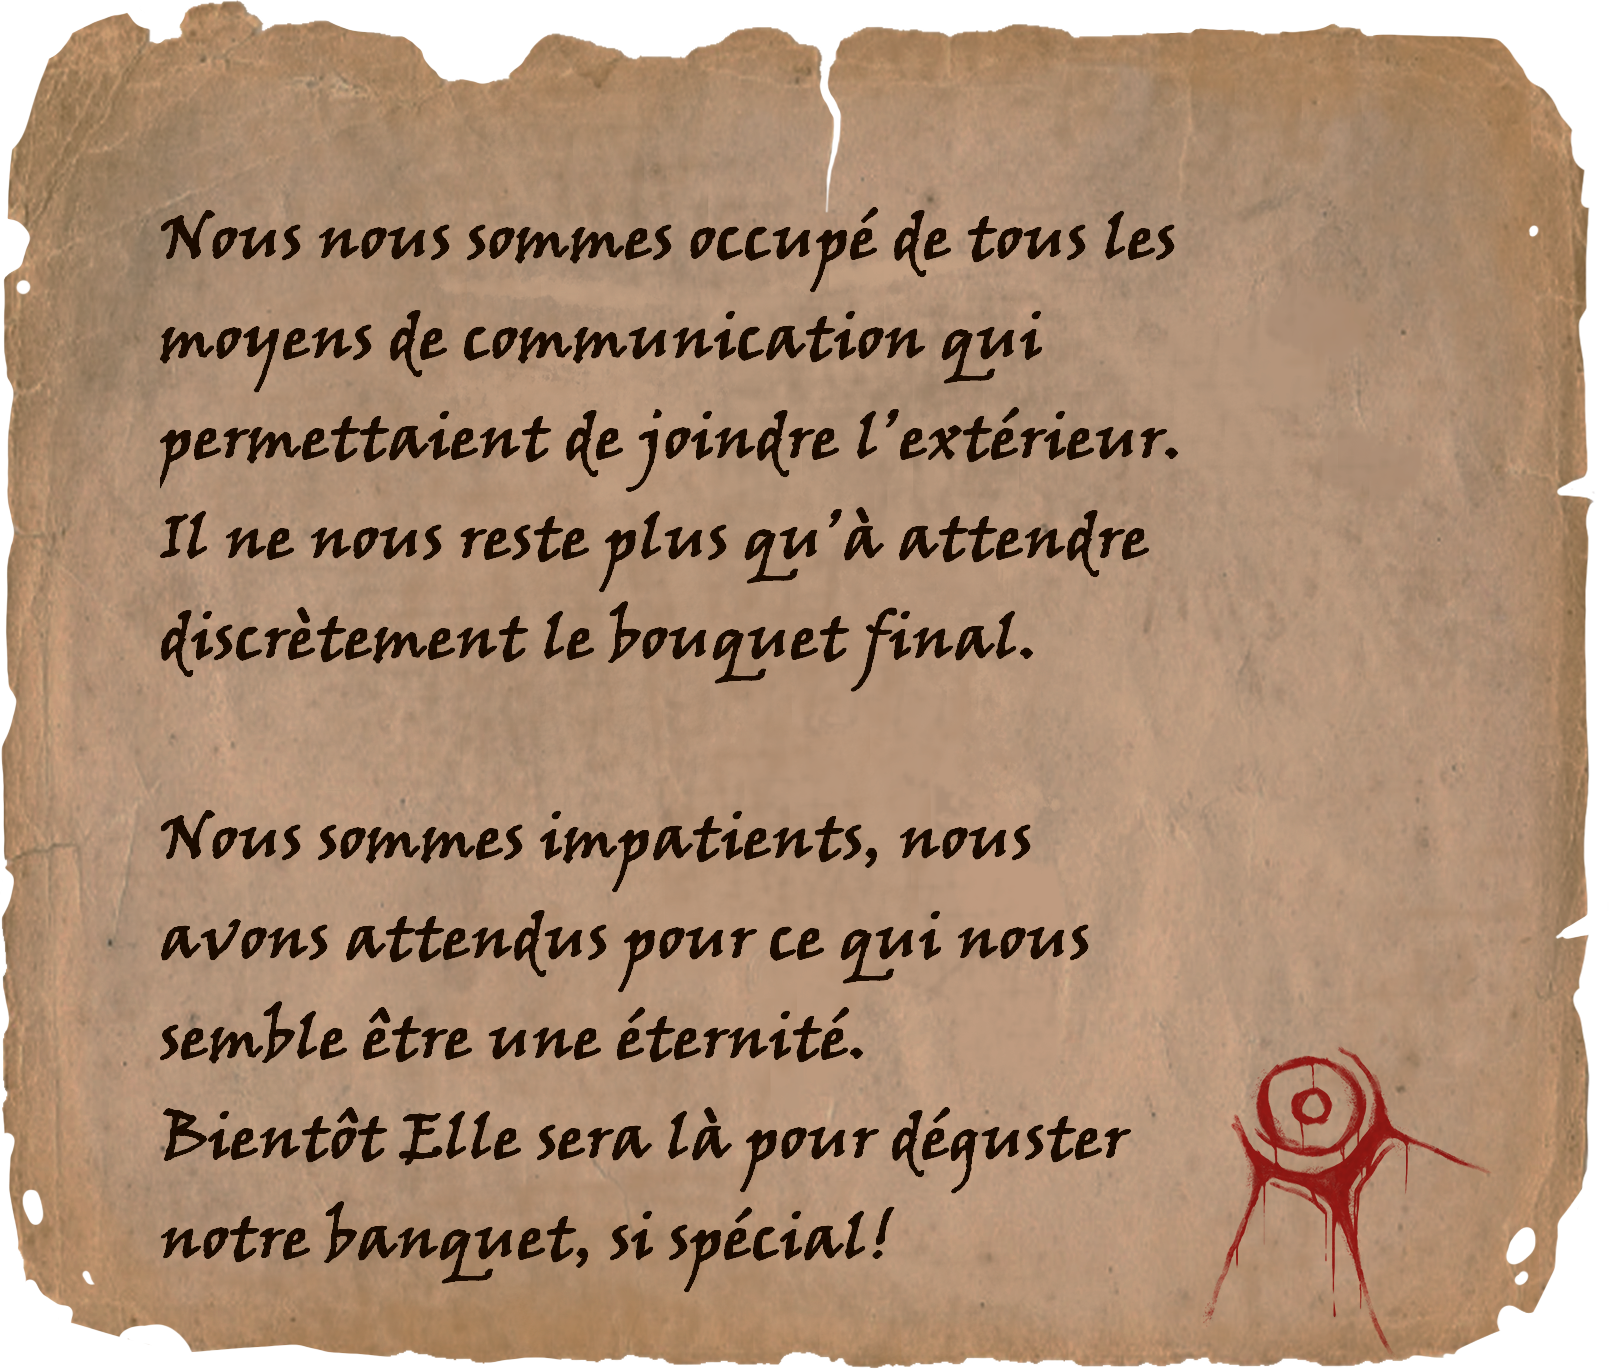 Nous nous sommes occupé de tous les
moyens de communication qui
permettaient de joindre l’extérieur.
Il ne nous reste plus qu’à attendre
discrètement le bouquet final.
Nous sommes impatients, nous
avons attendus pour ce qui nous
semble être une éternité.
Bientôt Elle sera là pour déguster
notre banquet, si spécial!